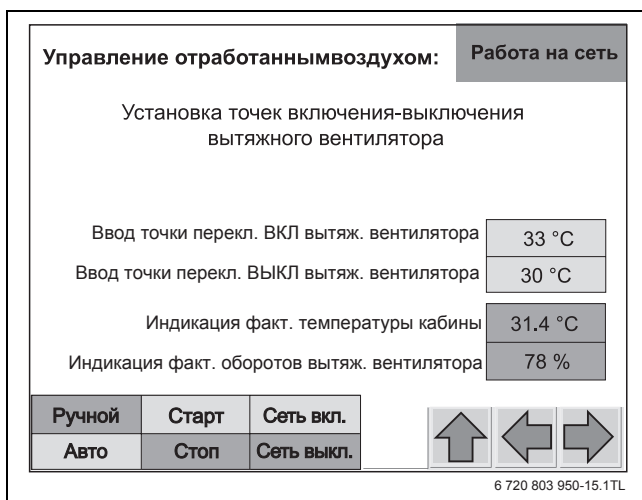 Управление отработаннымвоздухом:
Работа на сеть
Установка точек включения-выключения
вытяжного вентилятора
Ввод точки перекл. ВКЛ вытяж. вентилятора 33 °C
Ввод точки перекл. ВЫКЛ вытяж. вентилятора 30 °C
Индикация факт. температуры кабины 31.4 °C
Индикация факт. оборотов вытяж. вентилятора 78 %
Ручной Старт Сеть вкл.
Авто Стоп Сеть выкл.
6 720 803 950-15.1TL